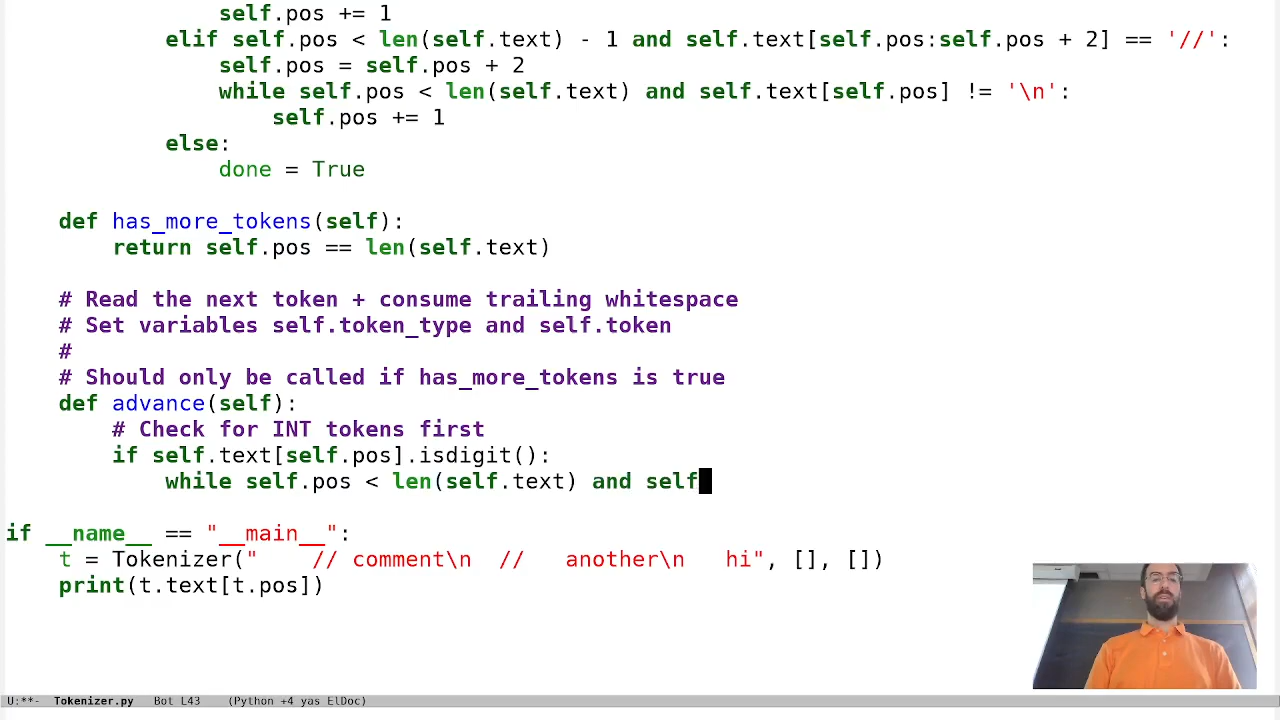 self.pos += 1
elif self.pos < len(self.text) - 1 and self.text[self.pos:self.pos + 2] == '//':
self.pos = self.pos + 2
while self.pos < len(self.text) and self.text[self.pos] != '\n':
self.pos += 1
else:
done = True
def has_more_tokens(self):
return self.pos == len(self.text)
# Read the next token + consume trailing whitespace
# Set variables self.token_type and self.token
#
# Should only be called if has_more_tokens is true
def advance(self):
# Check for INT tokens first
if self.text[self.pos].isdigit():
while self.pos < len(self.text) and self
if __name__ == "__main__":
t = Tokenizer("    // comment\n  //   another\n   hi", [], [])
print(t.text[t.pos])
U:**-  Tokenizer.py   Bot L43   (Python +4 yas ElDoc)